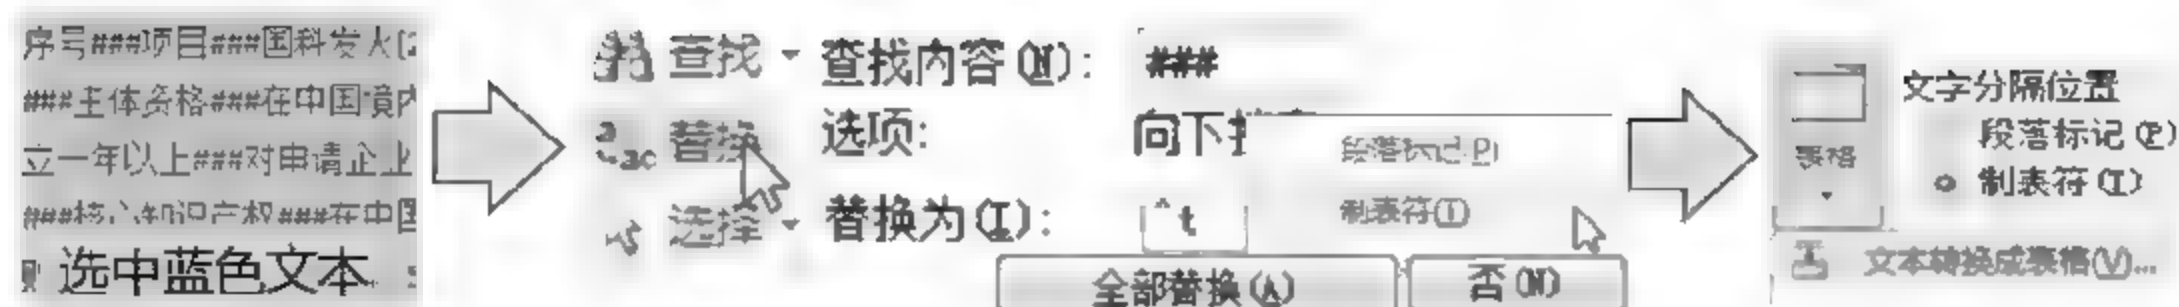 序号###项目###国科发火(2
###主体资格###在中国境内
立一年以上###对申请企业
###核心知识产权###在中国
选中蓝色文本
查找
替换
选择
查找内容(N):
###
选项:
向下搜索
替换为(I):
^t
段落标记(P)
制表符(T)
全部替换(A)
否(N)
表格
文字分隔位置
段落标记(P)
制表符(T)
文本转换成表格(V)...